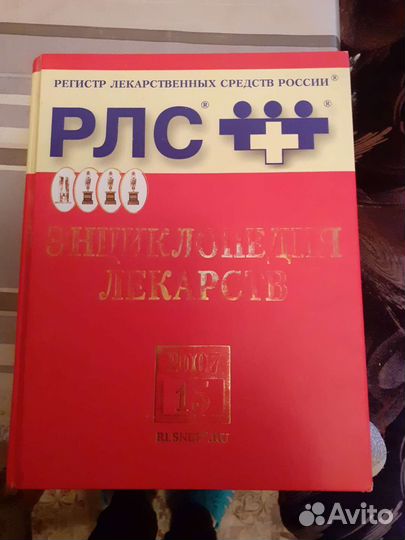 РЕГИСТР ЛЕКАРСТВЕННЫХ СРЕДСТВ РОССИИ®
РЛС® ®
ЭНЦИКЛОПЕДИЯ
ЛЕКАРСТВ
2007
15
RLSNET.RU
Avito